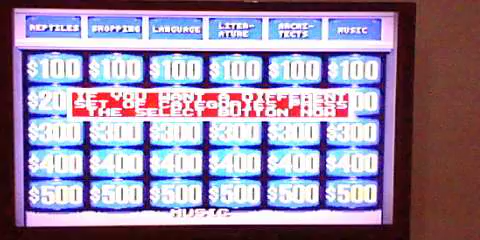 REPTILES SHOPPING LANGUAGE LITER-ATURE ARCHI-TECTS MUSIC
$100 $100 $100 $100 $100 $100
IF YOU WANT A DIFFERENT
SET OF CATEGORIES PRESS
THE SELECT BUTTON NOW
$300 $300 $300 $300 $300 $300
$400 $400 $400 $400 $400 $400
$500 $500 $500 $500 $500 $500
MUSIC